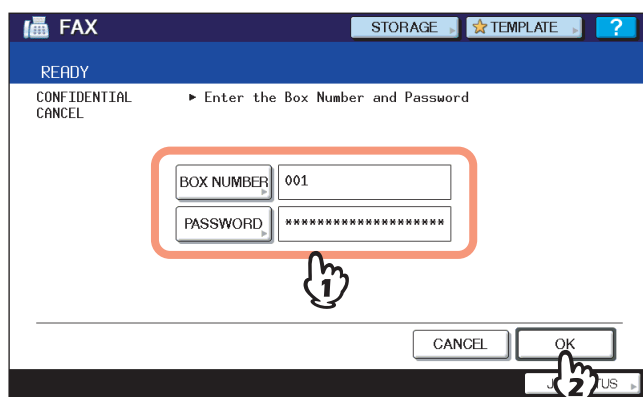 FAX
STORAGE
TEMPLATE
?
READY
CONFIDENTIAL
CANCEL
► Enter the Box Number and Password
BOX NUMBER 001
PASSWORD ********************
1
CANCEL
OK
2